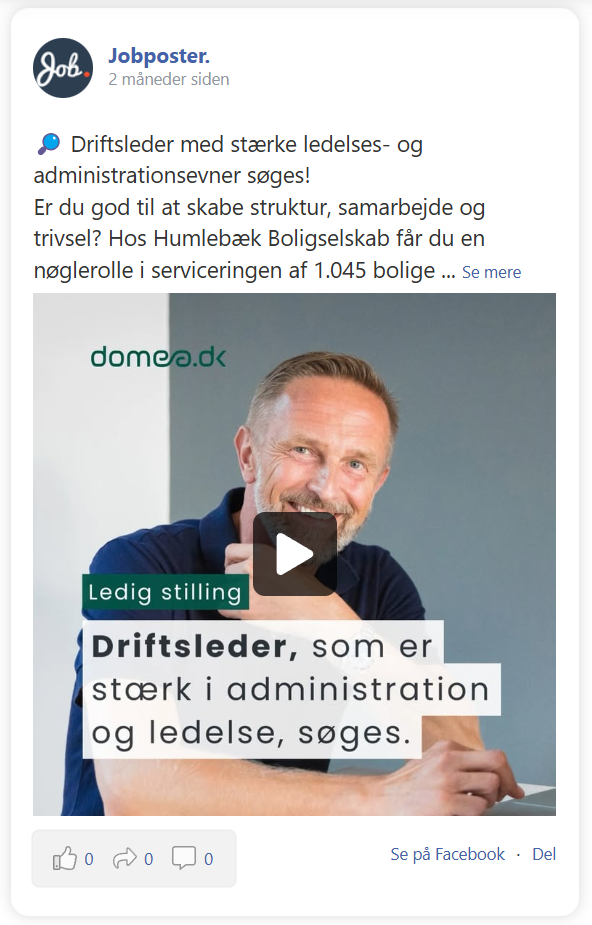 Job.
Jobposter.
2 måneder siden
Driftsleder med stærke ledelses- og
administrationsevner søges!
Er du god til at skabe struktur, samarbejde og
trivsel? Hos Humlebæk Boligselskab får du en
nøglerolle i serviceringen af 1.045 bolige ... Se mere
domea.dk
Ledig stilling
Driftsleder, som er
stærk i administration
og ledelse, søges.
0 0 0
Se på Facebook · Del